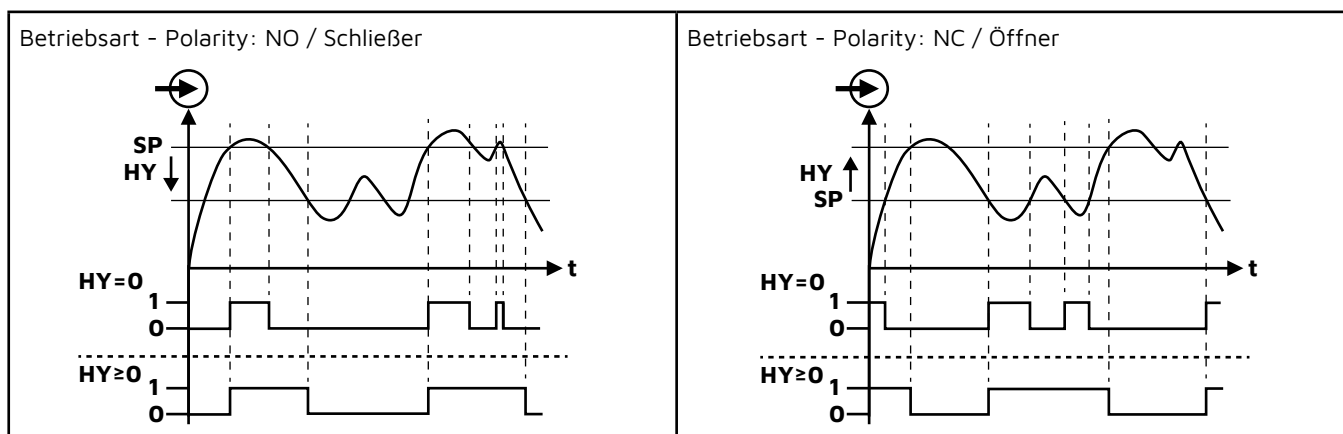 Betriebsart - Polarity: NO / Schließer
SP
HY
t
HY=0
1
0
HY≥0
1
0
Betriebsart - Polarity: NC / Öffner
HY
SP
t
HY=0
1
0
HY≥0
1
0